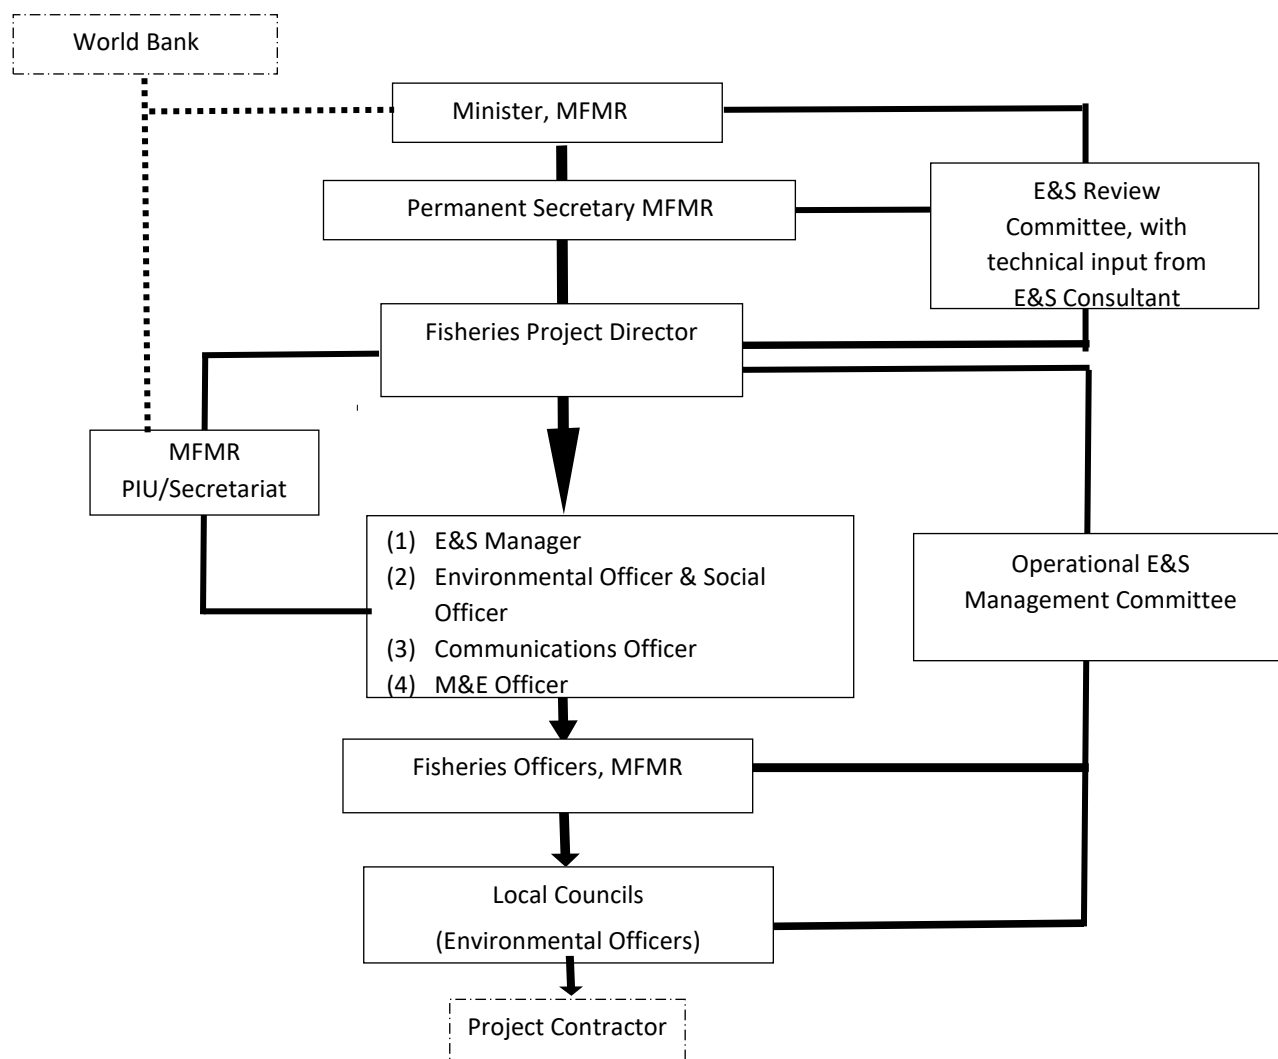 World Bank
Minister, MFMR
Permanent Secretary MFMR
E&S Review
Committee, with
technical input from
E&S Consultant
Fisheries Project Director
MFMR
PIU/Secretariat
(1) E&S Manager
(2) Environmental Officer & Social
Officer
(3) Communications Officer
(4) M&E Officer
Operational E&S
Management Committee
Fisheries Officers, MFMR
Local Councils
(Environmental Officers)
Project Contractor